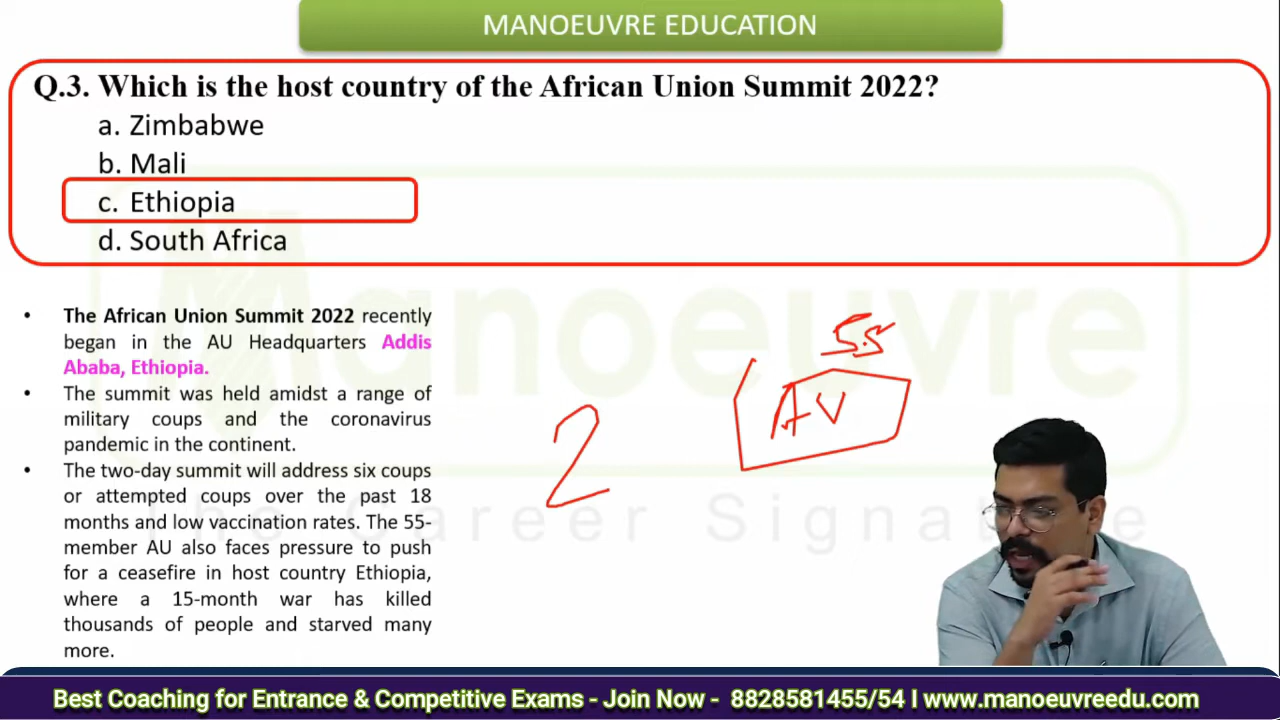 MANOEUVRE EDUCATION
Q.3. Which is the host country of the African Union Summit 2022?
a. Zimbabwe
b. Mali
c. Ethiopia
d. South Africa
• The African Union Summit 2022 recently
began in the AU Headquarters Addis
Ababa, Ethiopia.
• The summit was held amidst a range of
military coups and the coronavirus
pandemic in the continent.
• The two-day summit will address six coups
or attempted coups over the past 18
months and low vaccination rates. The 55-
member AU also faces pressure to push
for a ceasefire in host country Ethiopia,
where a 15-month war has killed
thousands of people and starved many
more.
55
AU
2
Manoeuvre
The Career Signature
Best Coaching for Entrance & Competitive Exams - Join Now - 8828581455/54 I www.manoeuvreedu.com